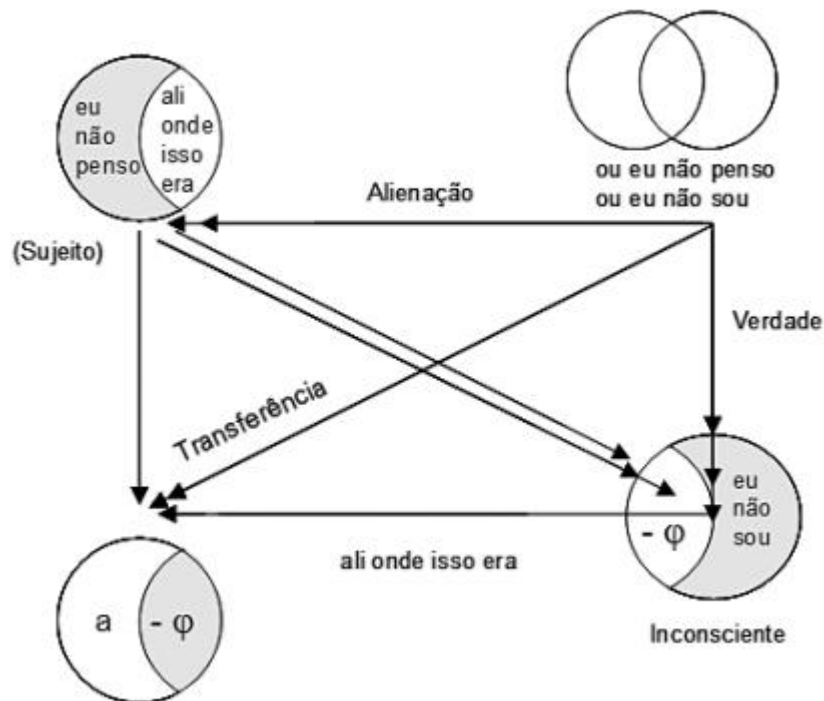 eu
não
penso
ali
onde
isso
era
ou eu não penso
ou eu não sou
Alienação
(Sujeito)
Verdade
Transferência
- φ
eu
não
sou
ali onde isso era
Inconsciente
a
- φ